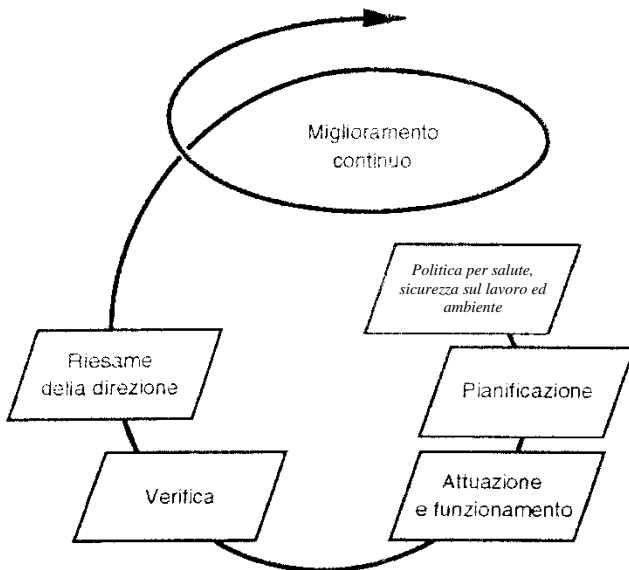 Miglioramento
continuo
Politica per salute,
sicurezza sul lavoro ed
ambiente
Riesame
della direzione
Pianificazione
Verifica
Attuazione
e funzionamento